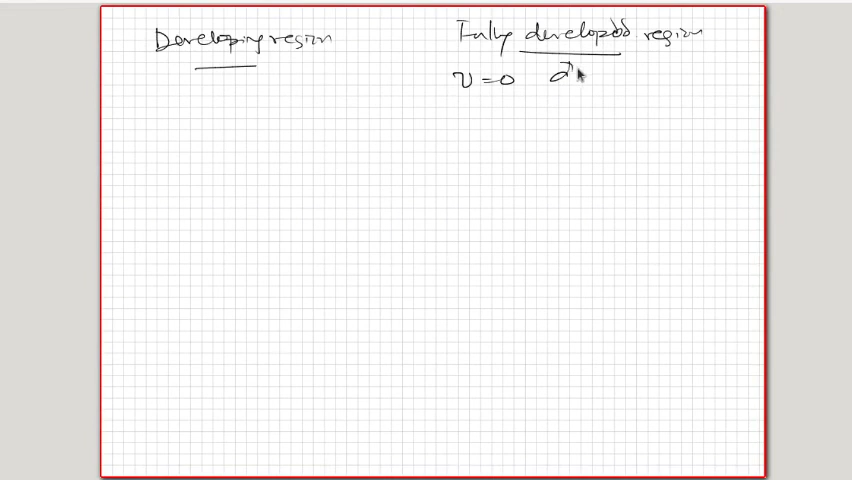 Developing region
Fully developed region
v = 0